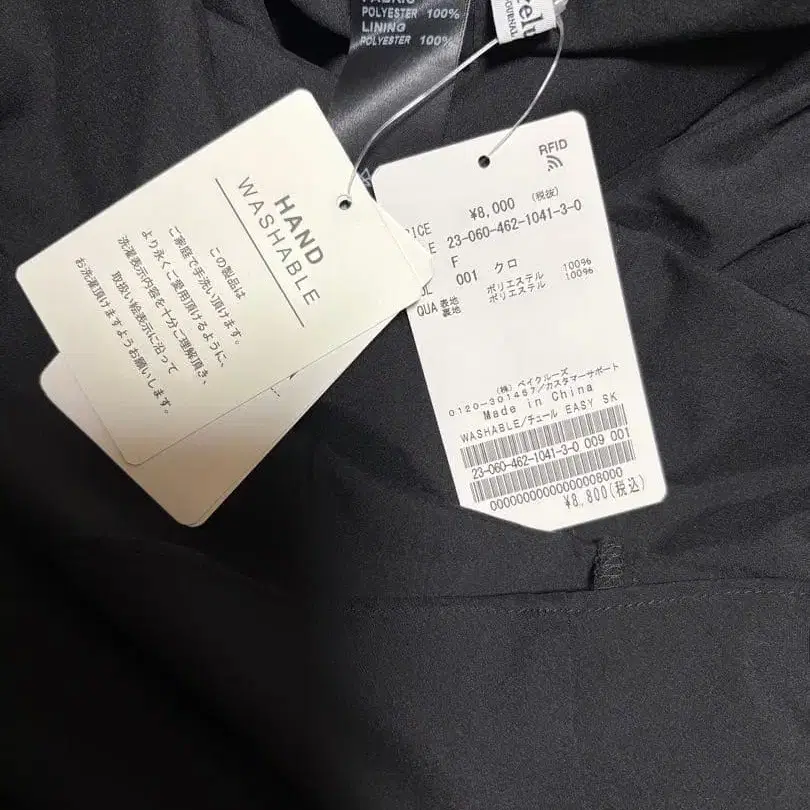 FABRIC
POLYESTER 100%
LINING
POLYESTER 100%
JOURNAL
HAND
WASHABLE
この製品は
ご家庭で手洗い頂けます。
より永くご愛用頂けるように、
洗濯表示内容を十分ご理解頂き、
取扱い絵表示に沿って
お洗濯頂けますようお願いします。
RFID
¥8,000 (税抜)
23-060-462-1041-3-0
F
001 クロ
QUA 表地 ポリエステル 100%
裏地 ポリエステル 100%
(株) ベイクルーズ
0120-301457/カスタマーサポート
Made in China
WASHABLE/チュール EASY SK
23-060-462-1041-3-0 009 001
00000000000000008000
¥8,800(税込)